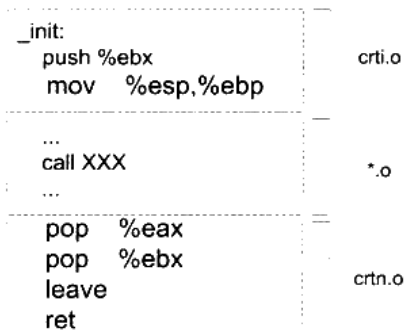 _init:
push %ebx
mov %esp,%ebp
crti.o
...
call XXX
...
*.o
pop %eax
pop %ebx
leave
ret
crtn.o